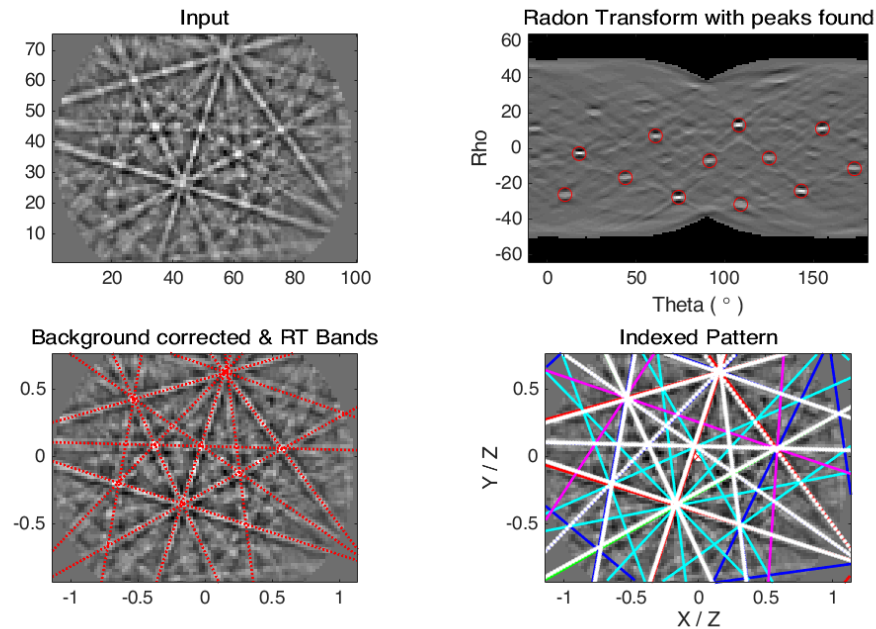 Input
70
60
50
40
30
20
10
20 40 60 80 100
Radon Transform with peaks found
Rho
60
40
20
0
-20
-40
-60
0 50 100 150
Theta ( ° )
Background corrected & RT Bands
0.5
0
-0.5
-1 -0.5 0 0.5 1
Indexed Pattern
Y / Z
0.5
0
-0.5
-1 -0.5 0 0.5 1
X / Z